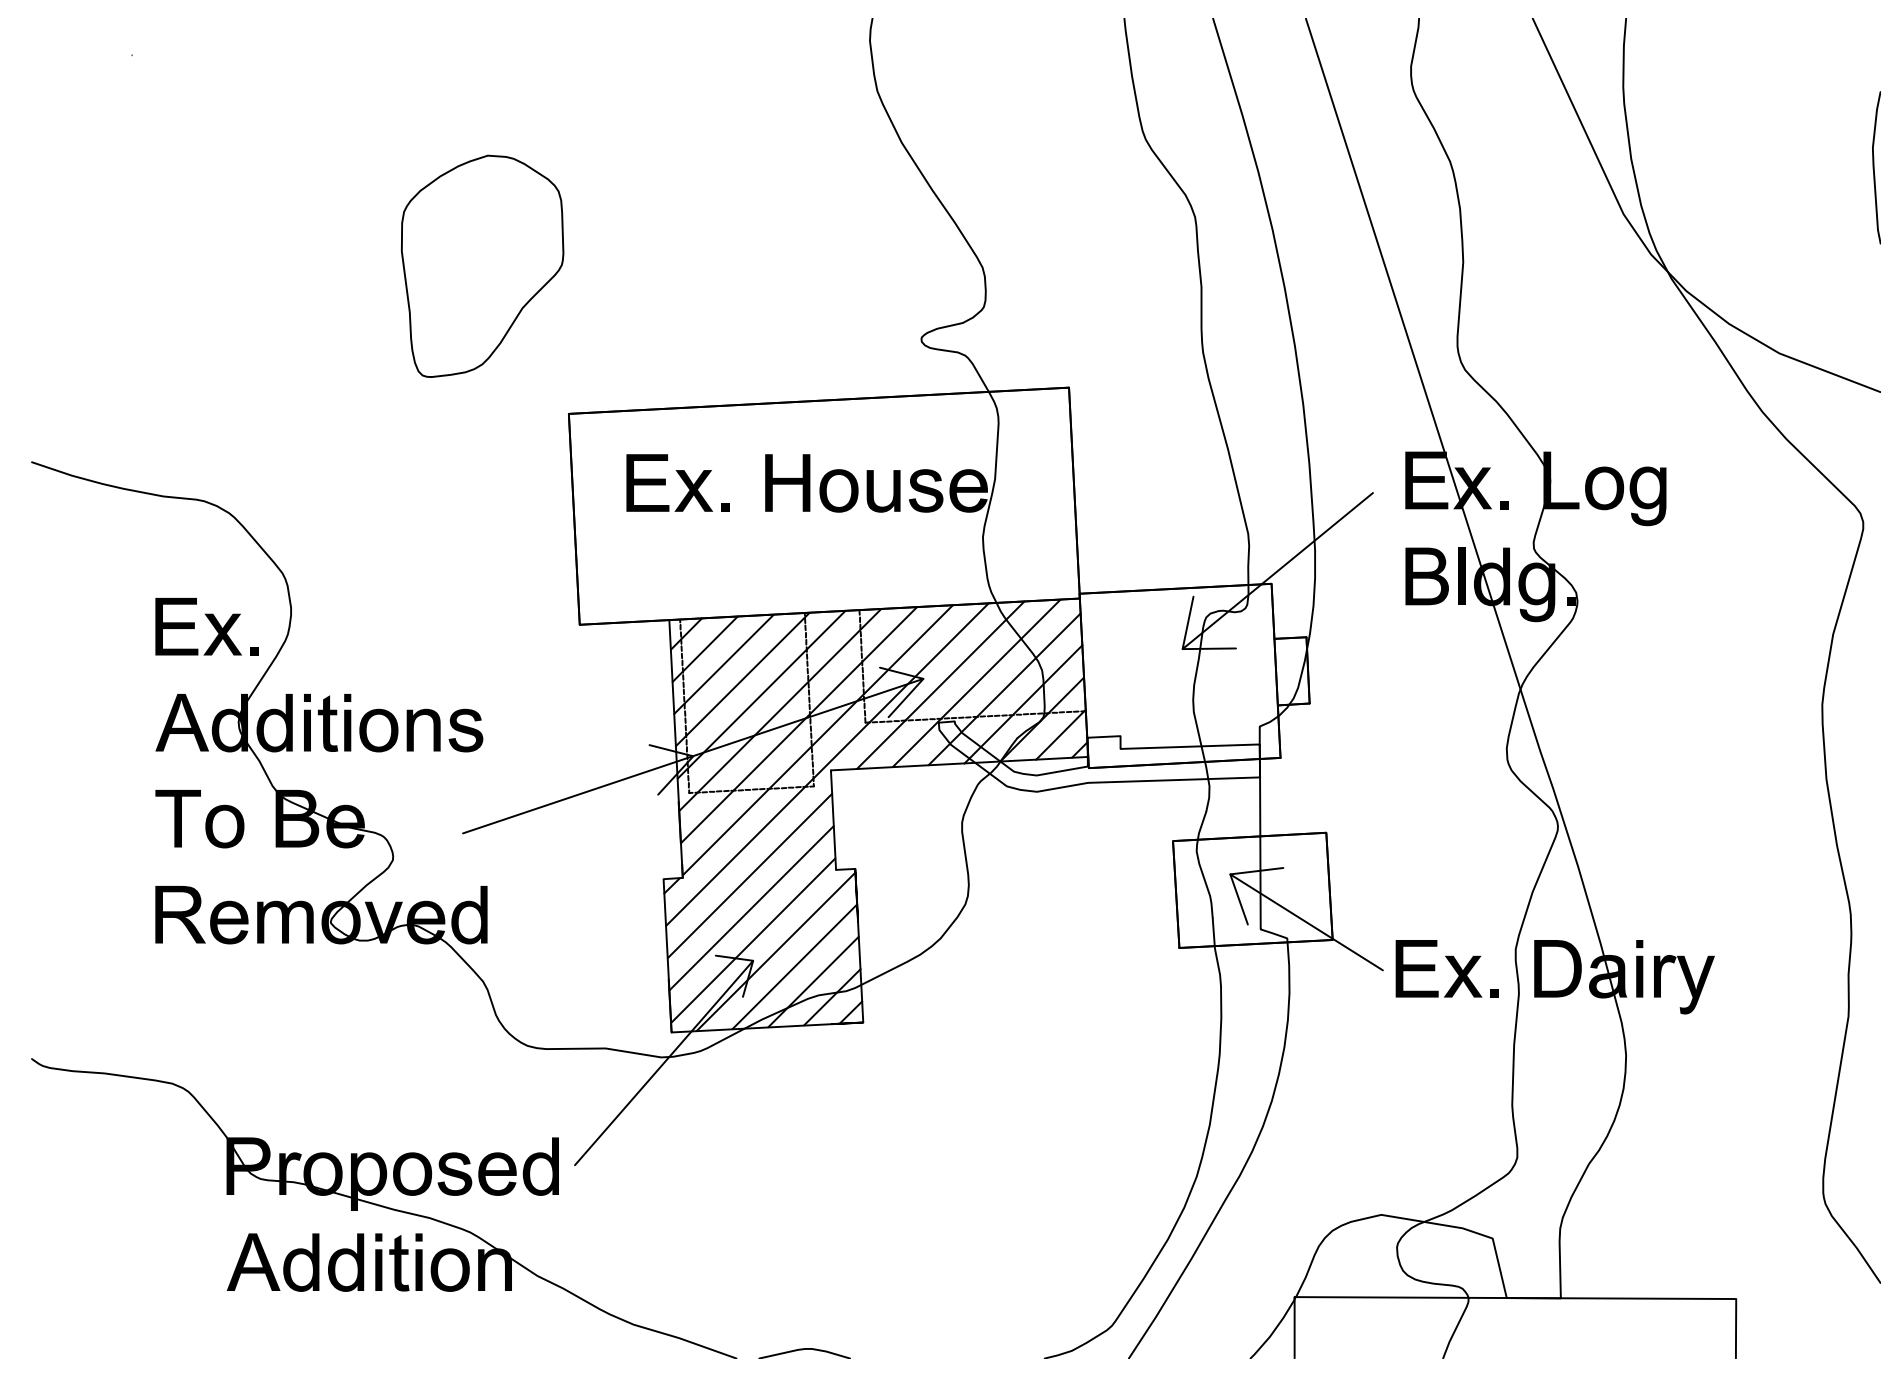 Ex. House
Ex. Log
Bldg.
Ex.
Additions
To Be
Removed
Ex. Dairy
Proposed
Addition